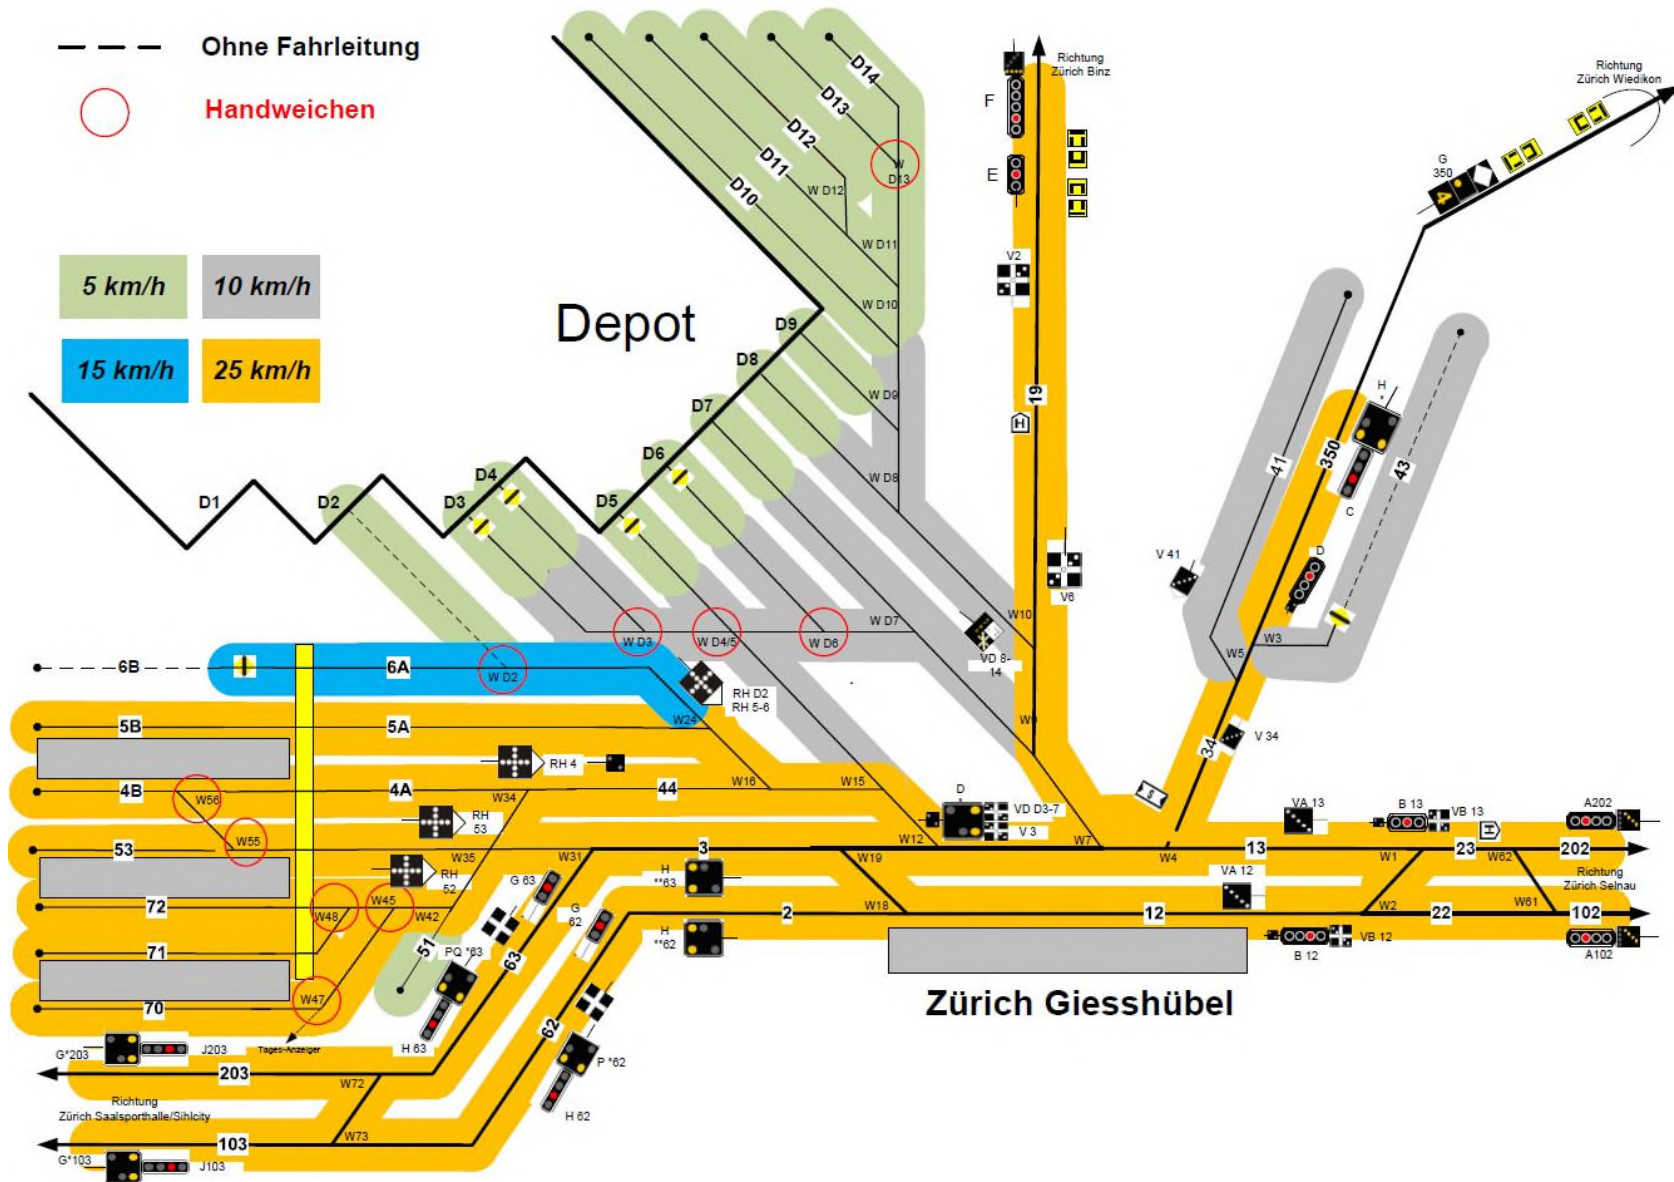 Ohne Fahrleitung
Handweichen
5 km/h
10 km/h
15 km/h
25 km/h
Depot
D14
D13
D12
D11
D10
W D13
W D12
W D11
W D10
D9
D8
D7
D6
D5
D4
D3
D2
D1
W D9
W D8
W D7
W D6
W D4/5
W D3
W D2
Richtung
Zürich Binz
F
E
V2
19
H
V6
W10
VD 8-
14
W9
Richtung
Zürich Wiedikon
G
350
4
H
*
350
41
43
C
D
V 41
W3
W5
34
V 34
6B
6A
RH D2
RH 5-6
W24
5B
5A
RH 4
4B
W56
4A
W34
44
W16
W15
D
VD D3-7
V 3
VA 13
B 13
VB 13
H
A202
RH
53
53
W55
W35
W31
3
W12
W19
W7
W4
13
W1
23
W62
202
Richtung
Zürich Selnau
RH
52
G 63
H
**63
VA 12
72
W48
W45
W42
G
62
H
**62
2
W18
12
W2
22
W61
102
71
51
PQ *63
63
B 12
VB 12
A102
70
W47
Zürich Giesshübel
Tages-Anzeiger
G*203
J203
H 63
62
P *62
203
W72
H 62
Richtung
Zürich Saalsporthalle/Sihlcity
103
W73
G*103
J103